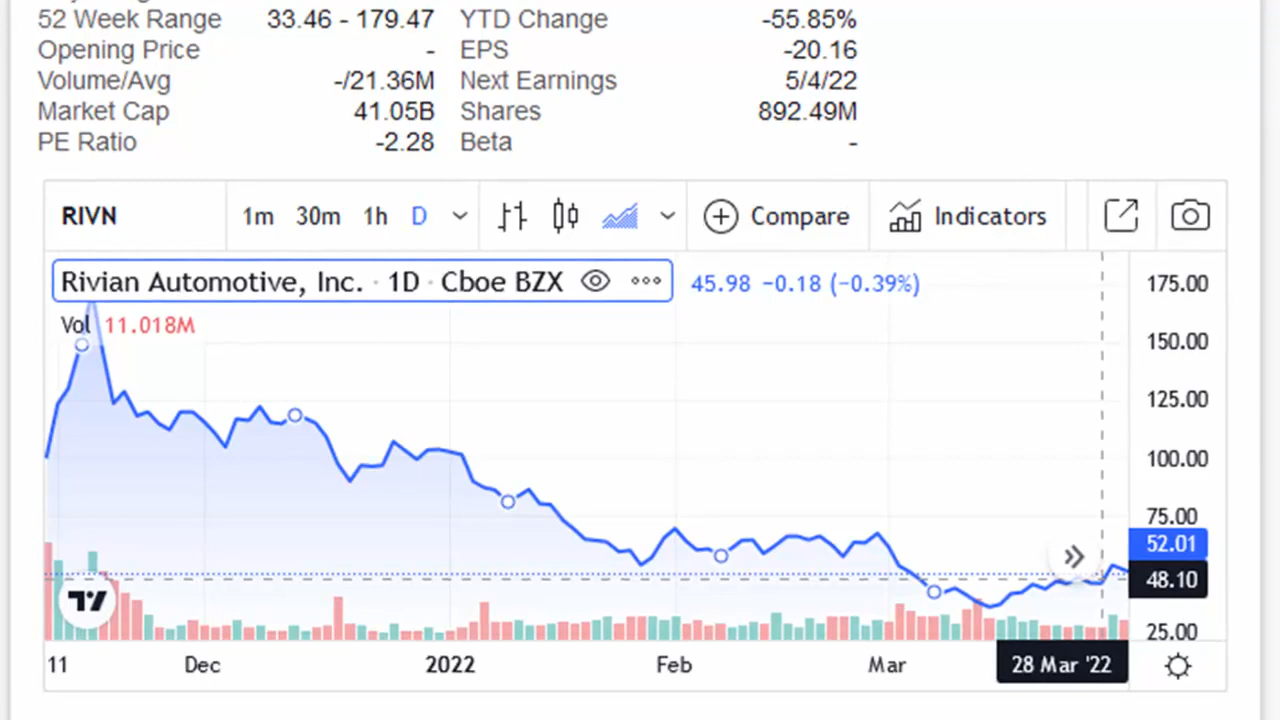 52 Week Range 33.46 - 179.47 YTD Change -55.85%
Opening Price - EPS -20.16
Volume/Avg -/21.36M Next Earnings 5/4/22
Market Cap 41.05B Shares 892.49M
PE Ratio -2.28 Beta -
RIVN 1m 30m 1h D Compare Indicators
Rivian Automotive, Inc. · 1D · Cboe BZX 45.98 −0.18 (−0.39%)
175.00
Vol 11.018M
150.00
125.00
100.00
75.00
52.01
48.10
25.00
11 Dec 2022 Feb Mar 28 Mar '22